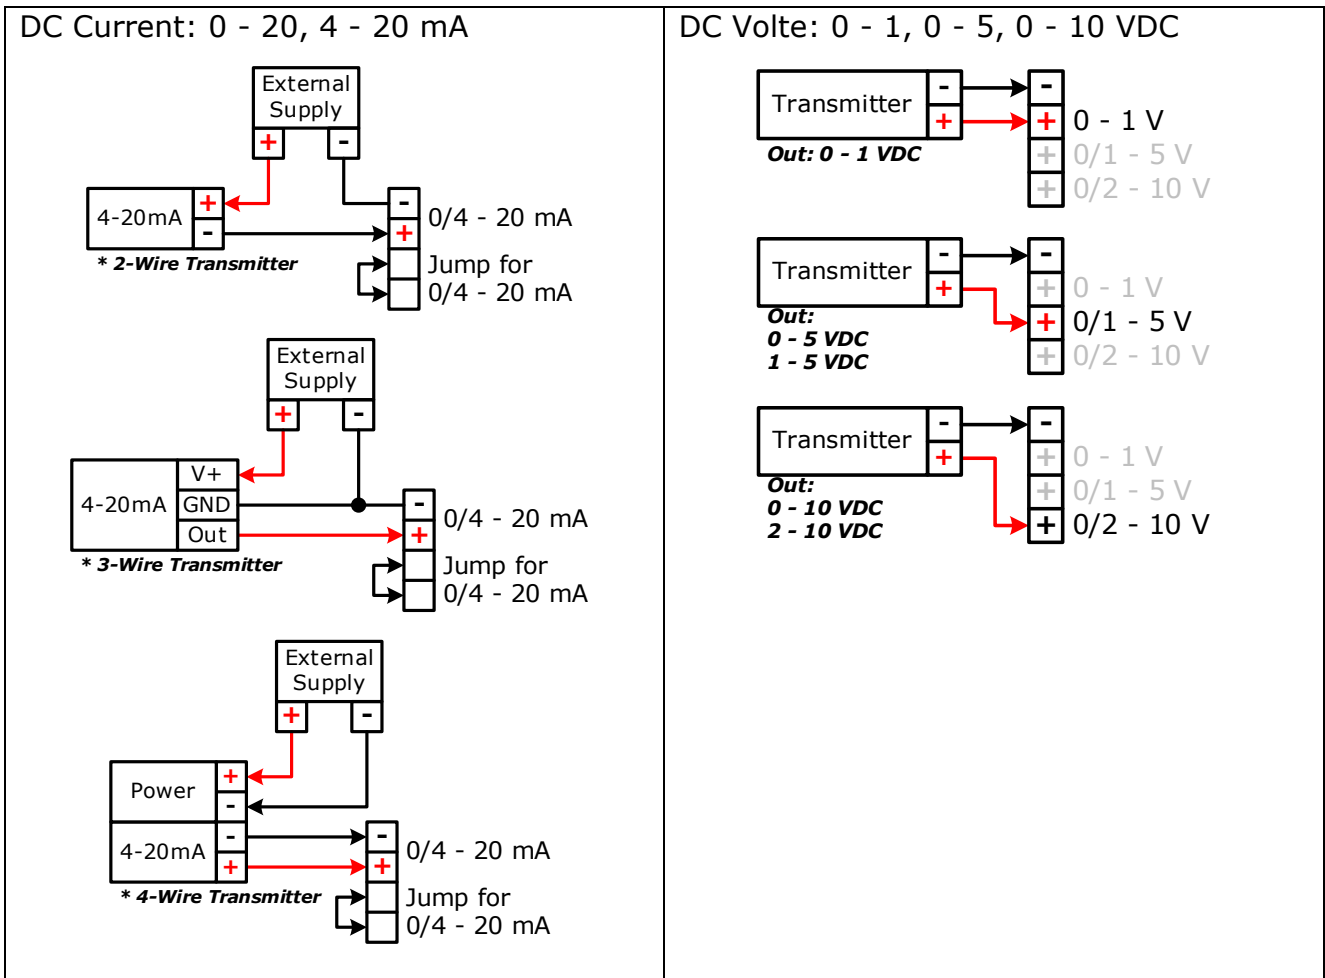 DC Current: 0 - 20, 4 - 20 mA
External
Supply
+ -
4-20mA
+
-
* 2-Wire Transmitter
-
+
0/4 - 20 mA
Jump for
0/4 - 20 mA
External
Supply
+ -
4-20mA
V+
GND
Out
* 3-Wire Transmitter
-
+
0/4 - 20 mA
Jump for
0/4 - 20 mA
External
Supply
+ -
Power
+
-
4-20mA
-
+
* 4-Wire Transmitter
-
+
0/4 - 20 mA
Jump for
0/4 - 20 mA
DC Volte: 0 - 1, 0 - 5, 0 - 10 VDC
Transmitter
-
+
Out: 0 - 1 VDC
-
+ 0 - 1 V
+ 0/1 - 5 V
+ 0/2 - 10 V
Transmitter
-
+
Out:
0 - 5 VDC
1 - 5 VDC
-
+ 0 - 1 V
+ 0/1 - 5 V
+ 0/2 - 10 V
Transmitter
-
+
Out:
0 - 10 VDC
2 - 10 VDC
-
+ 0 - 1 V
+ 0/1 - 5 V
+ 0/2 - 10 V